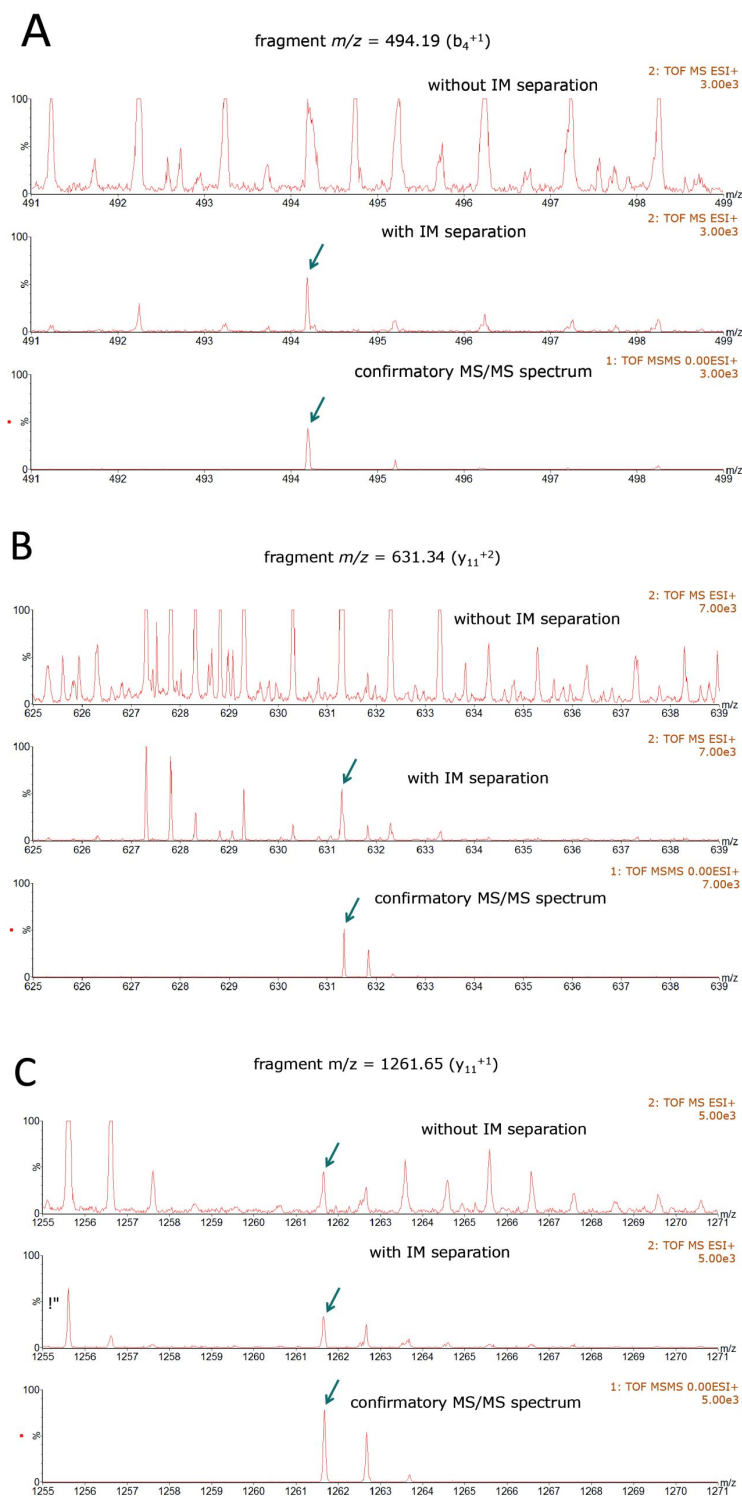 A
fragment m/z = 494.19 (b4+1)
2: TOF MS ESI+
3.00e3
without IM separation
100
%
0
491 492 493 494 495 496 497 498 499 m/z
2: TOF MS ESI+
3.00e3
with IM separation
100
%
0
491 492 493 494 495 496 497 498 499 m/z
1: TOF MSMS 0.00ESI+
3.00e3
confirmatory MS/MS spectrum
100
%
0
491 492 493 494 495 496 497 498 499 m/z
B
fragment m/z = 631.34 (y11+2)
2: TOF MS ESI+
7.00e3
without IM separation
100
%
0
625 626 627 628 629 630 631 632 633 634 635 636 637 638 639 m/z
2: TOF MS ESI+
7.00e3
with IM separation
100
%
0
625 626 627 628 629 630 631 632 633 634 635 636 637 638 639 m/z
1: TOF MSMS 0.00ESI+
7.00e3
confirmatory MS/MS spectrum
100
%
0
625 626 627 628 629 630 631 632 633 634 635 636 637 638 639 m/z
C
fragment m/z = 1261.65 (y11+1)
2: TOF MS ESI+
5.00e3
without IM separation
100
%
0
1255 1256 1257 1258 1259 1260 1261 1262 1263 1264 1265 1266 1267 1268 1269 1270 1271 m/z
2: TOF MS ESI+
5.00e3
with IM separation
100
%
!"
0
1255 1256 1257 1258 1259 1260 1261 1262 1263 1264 1265 1266 1267 1268 1269 1270 1271 m/z
1: TOF MSMS 0.00ESI+
5.00e3
confirmatory MS/MS spectrum
100
%
0
1255 1256 1257 1258 1259 1260 1261 1262 1263 1264 1265 1266 1267 1268 1269 1270 1271 m/z